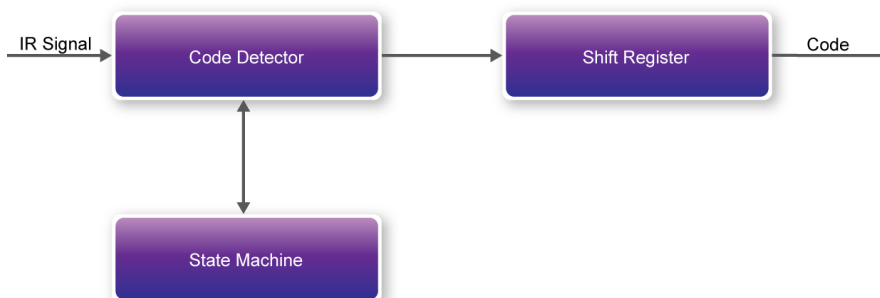 IR Signal
Code Detector
Shift Register
Code
State Machine